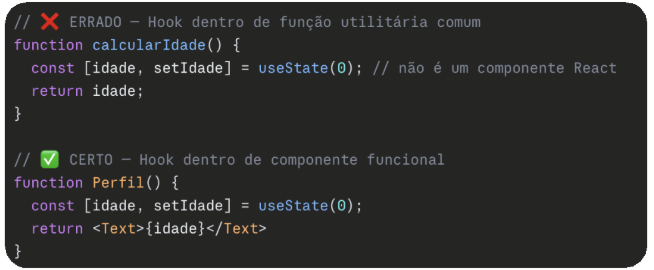 // ❌ ERRADO — Hook dentro de função utilitária comum
function calcularIdade() {
  const [idade, setIdade] = useState(0); // não é um componente React
  return idade;
}

// ✅ CERTO — Hook dentro de componente funcional
function Perfil() {
  const [idade, setIdade] = useState(0);
  return <Text>{idade}</Text>
}